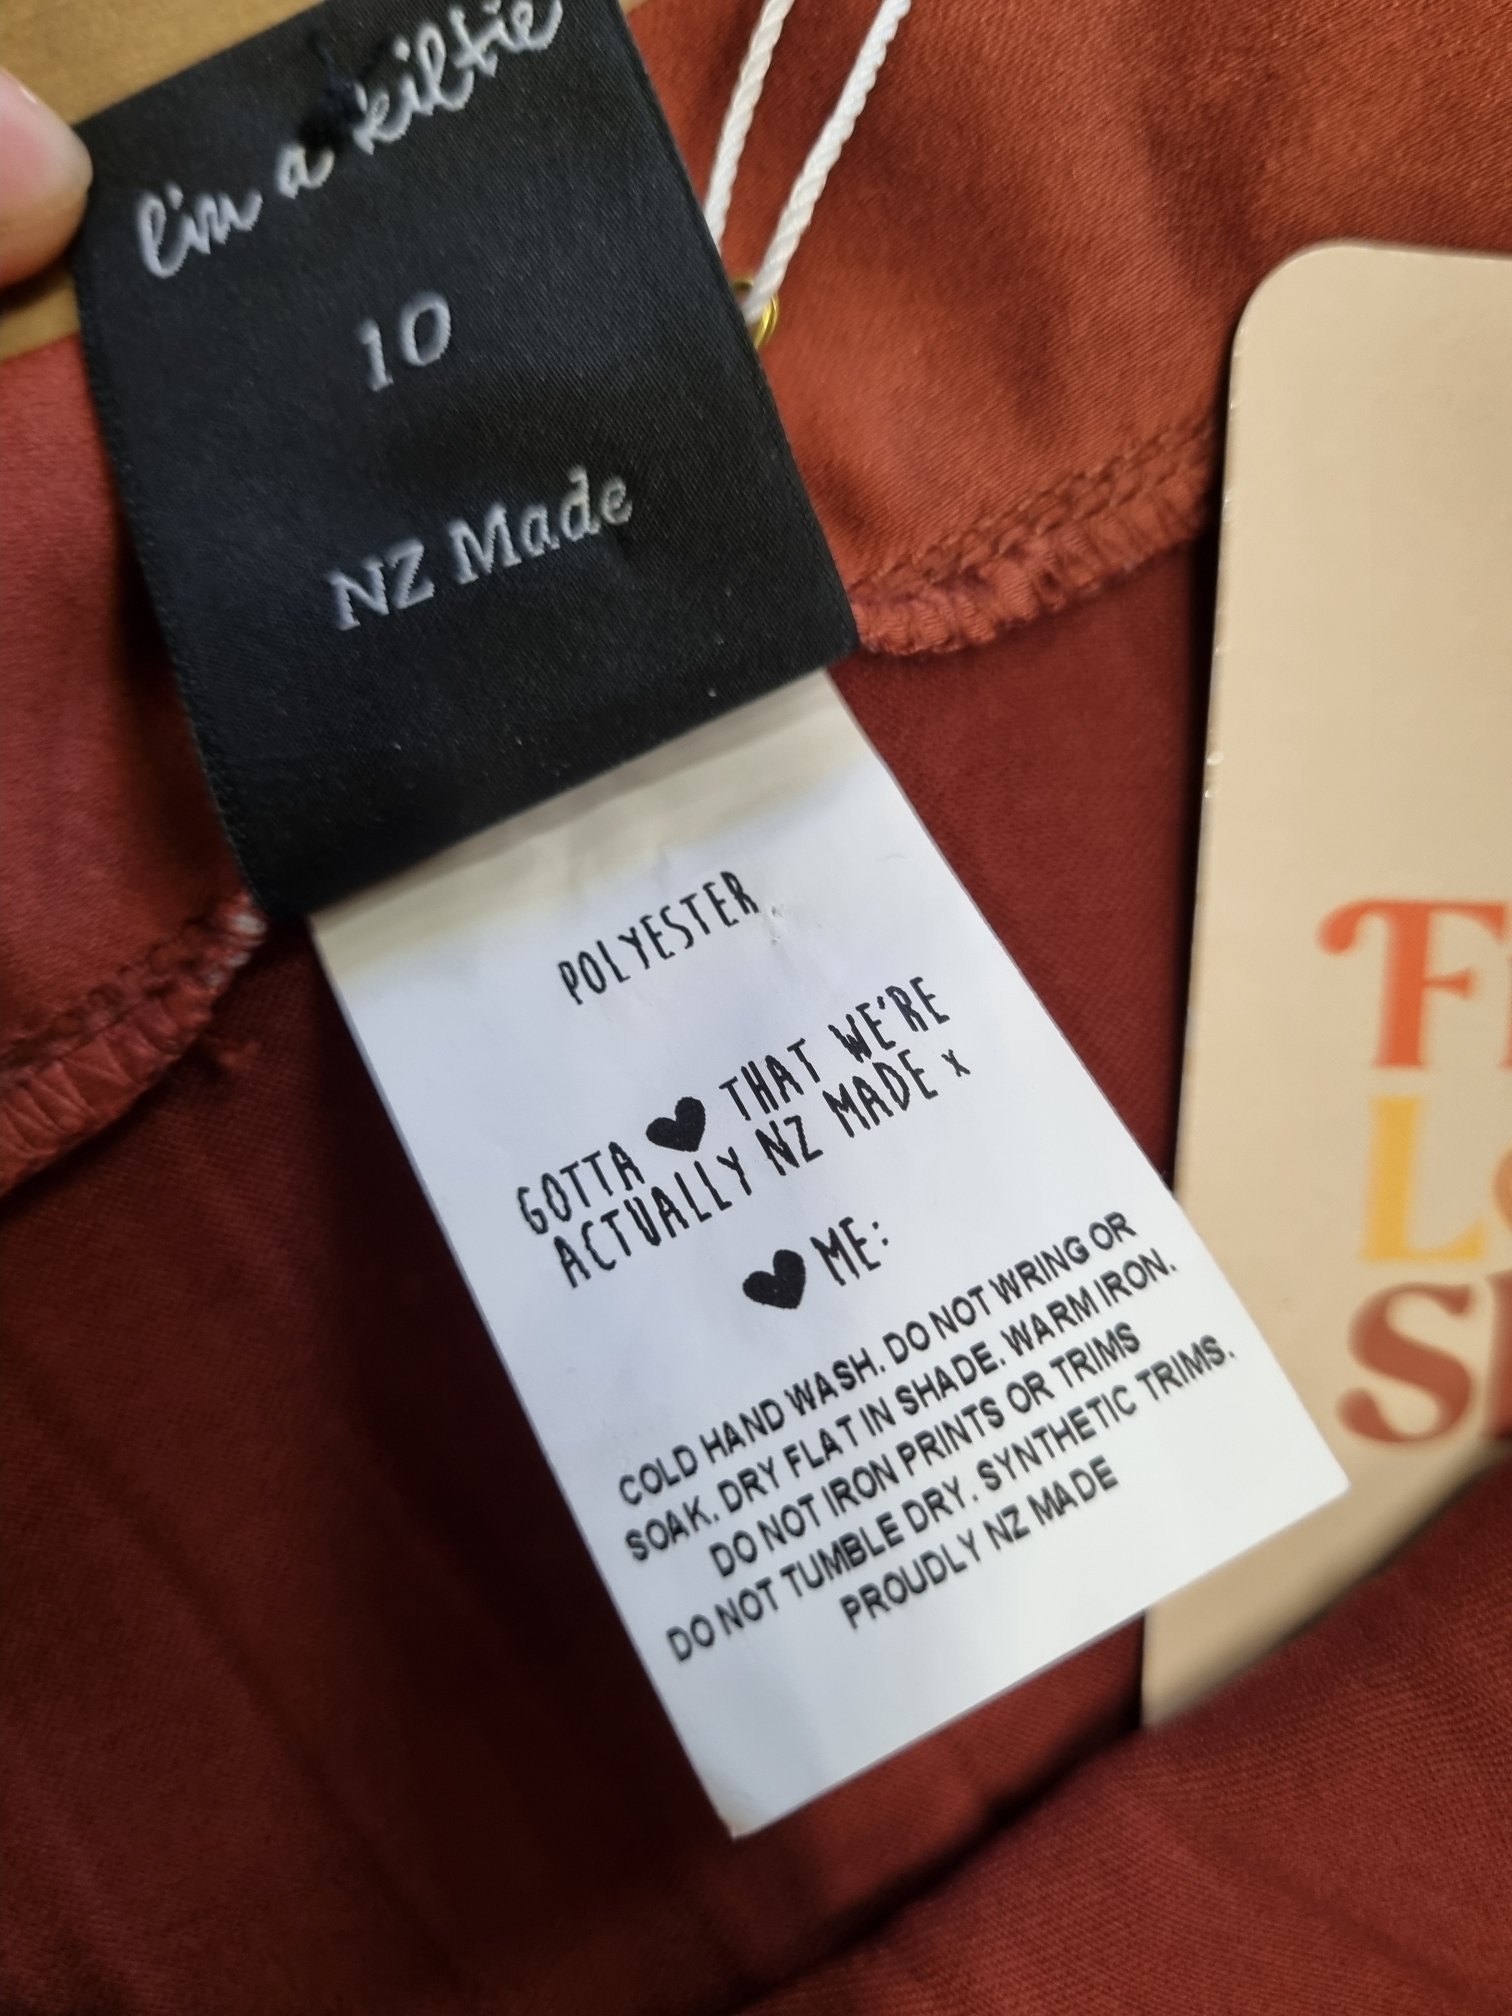 10
NZ Made
POLYESTER
GOTTA ♥ THAT WE'RE
ACTUALLY NZ MADE x
♥ ME:
COLD HAND WASH. DO NOT WRING OR
SOAK. DRY FLAT IN SHADE. WARM IRON.
DO NOT IRON PRINTS OR TRIMS
DO NOT TUMBLE DRY. SYNTHETIC TRIMS.
PROUDLY NZ MADE